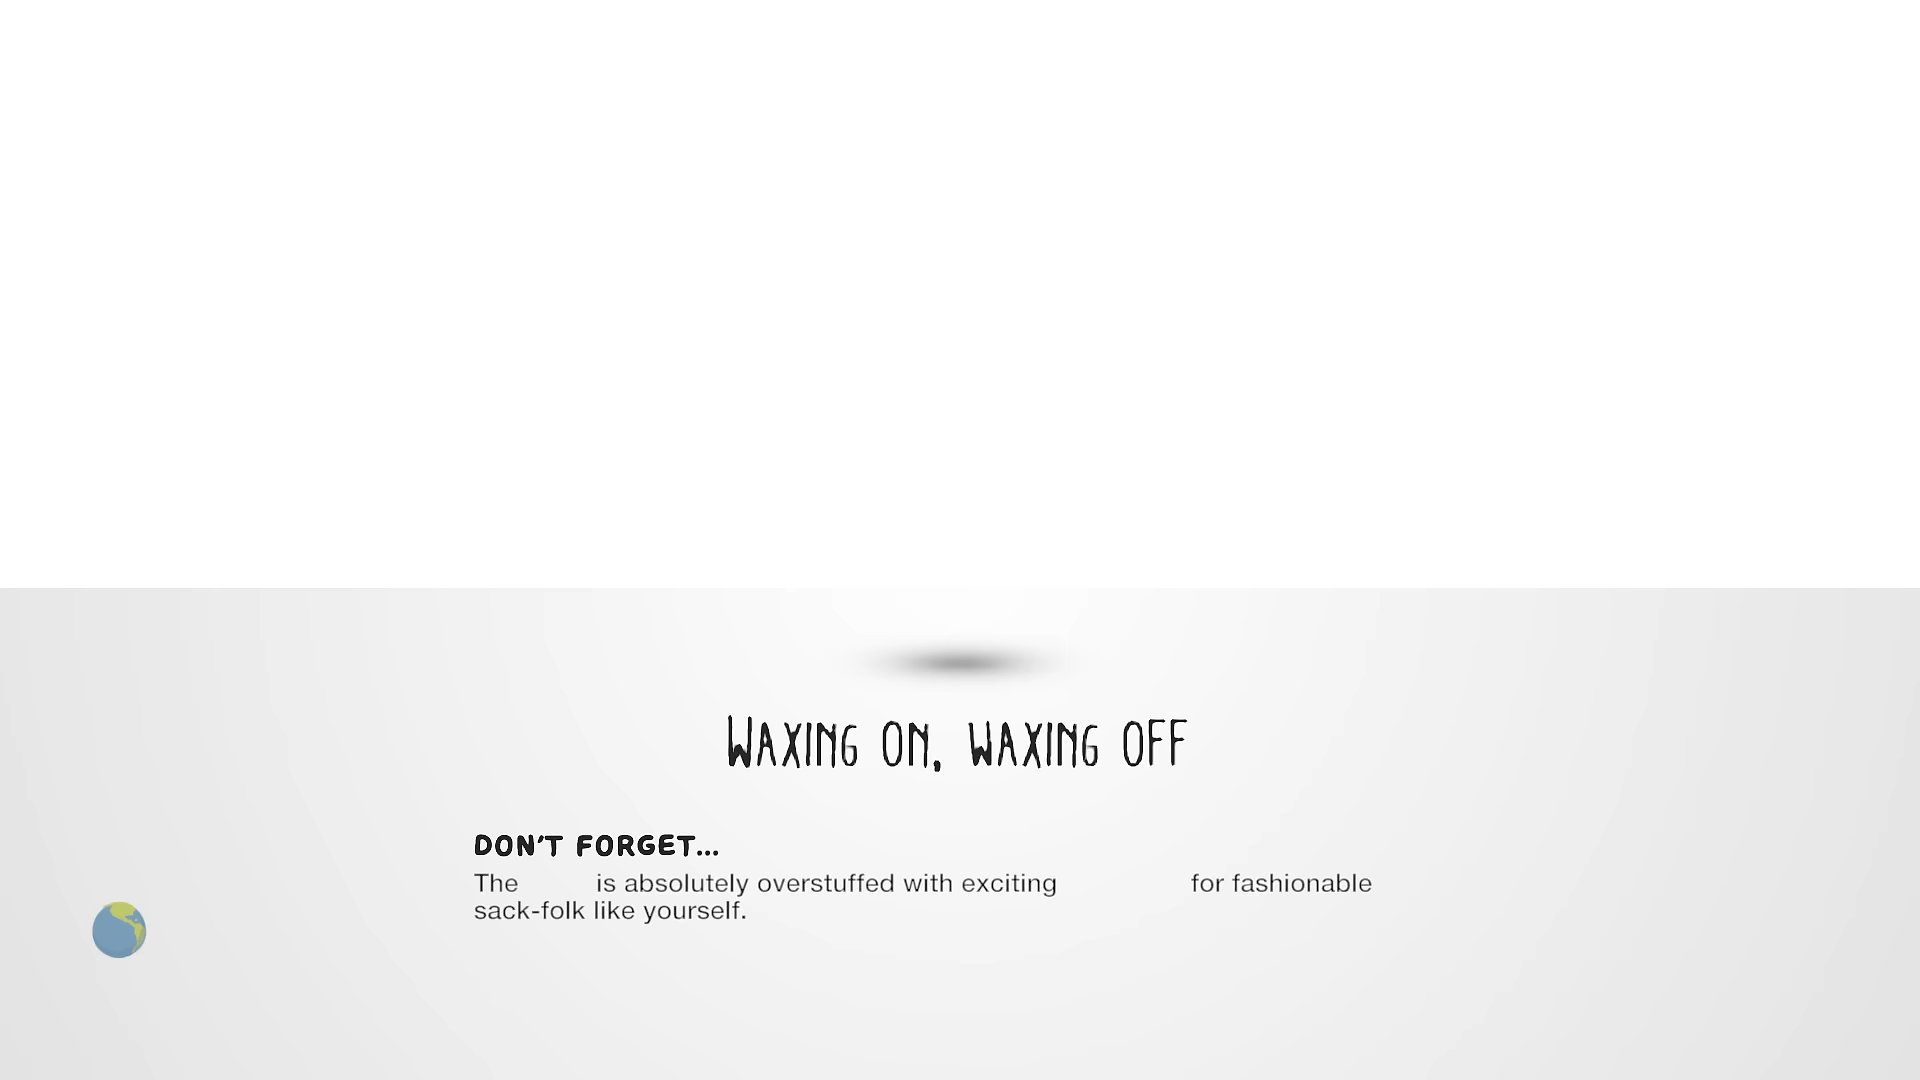 Waxing on, waxing off
DON'T FORGET...
The is absolutely overstuffed with exciting for fashionable
sack-folk like yourself.